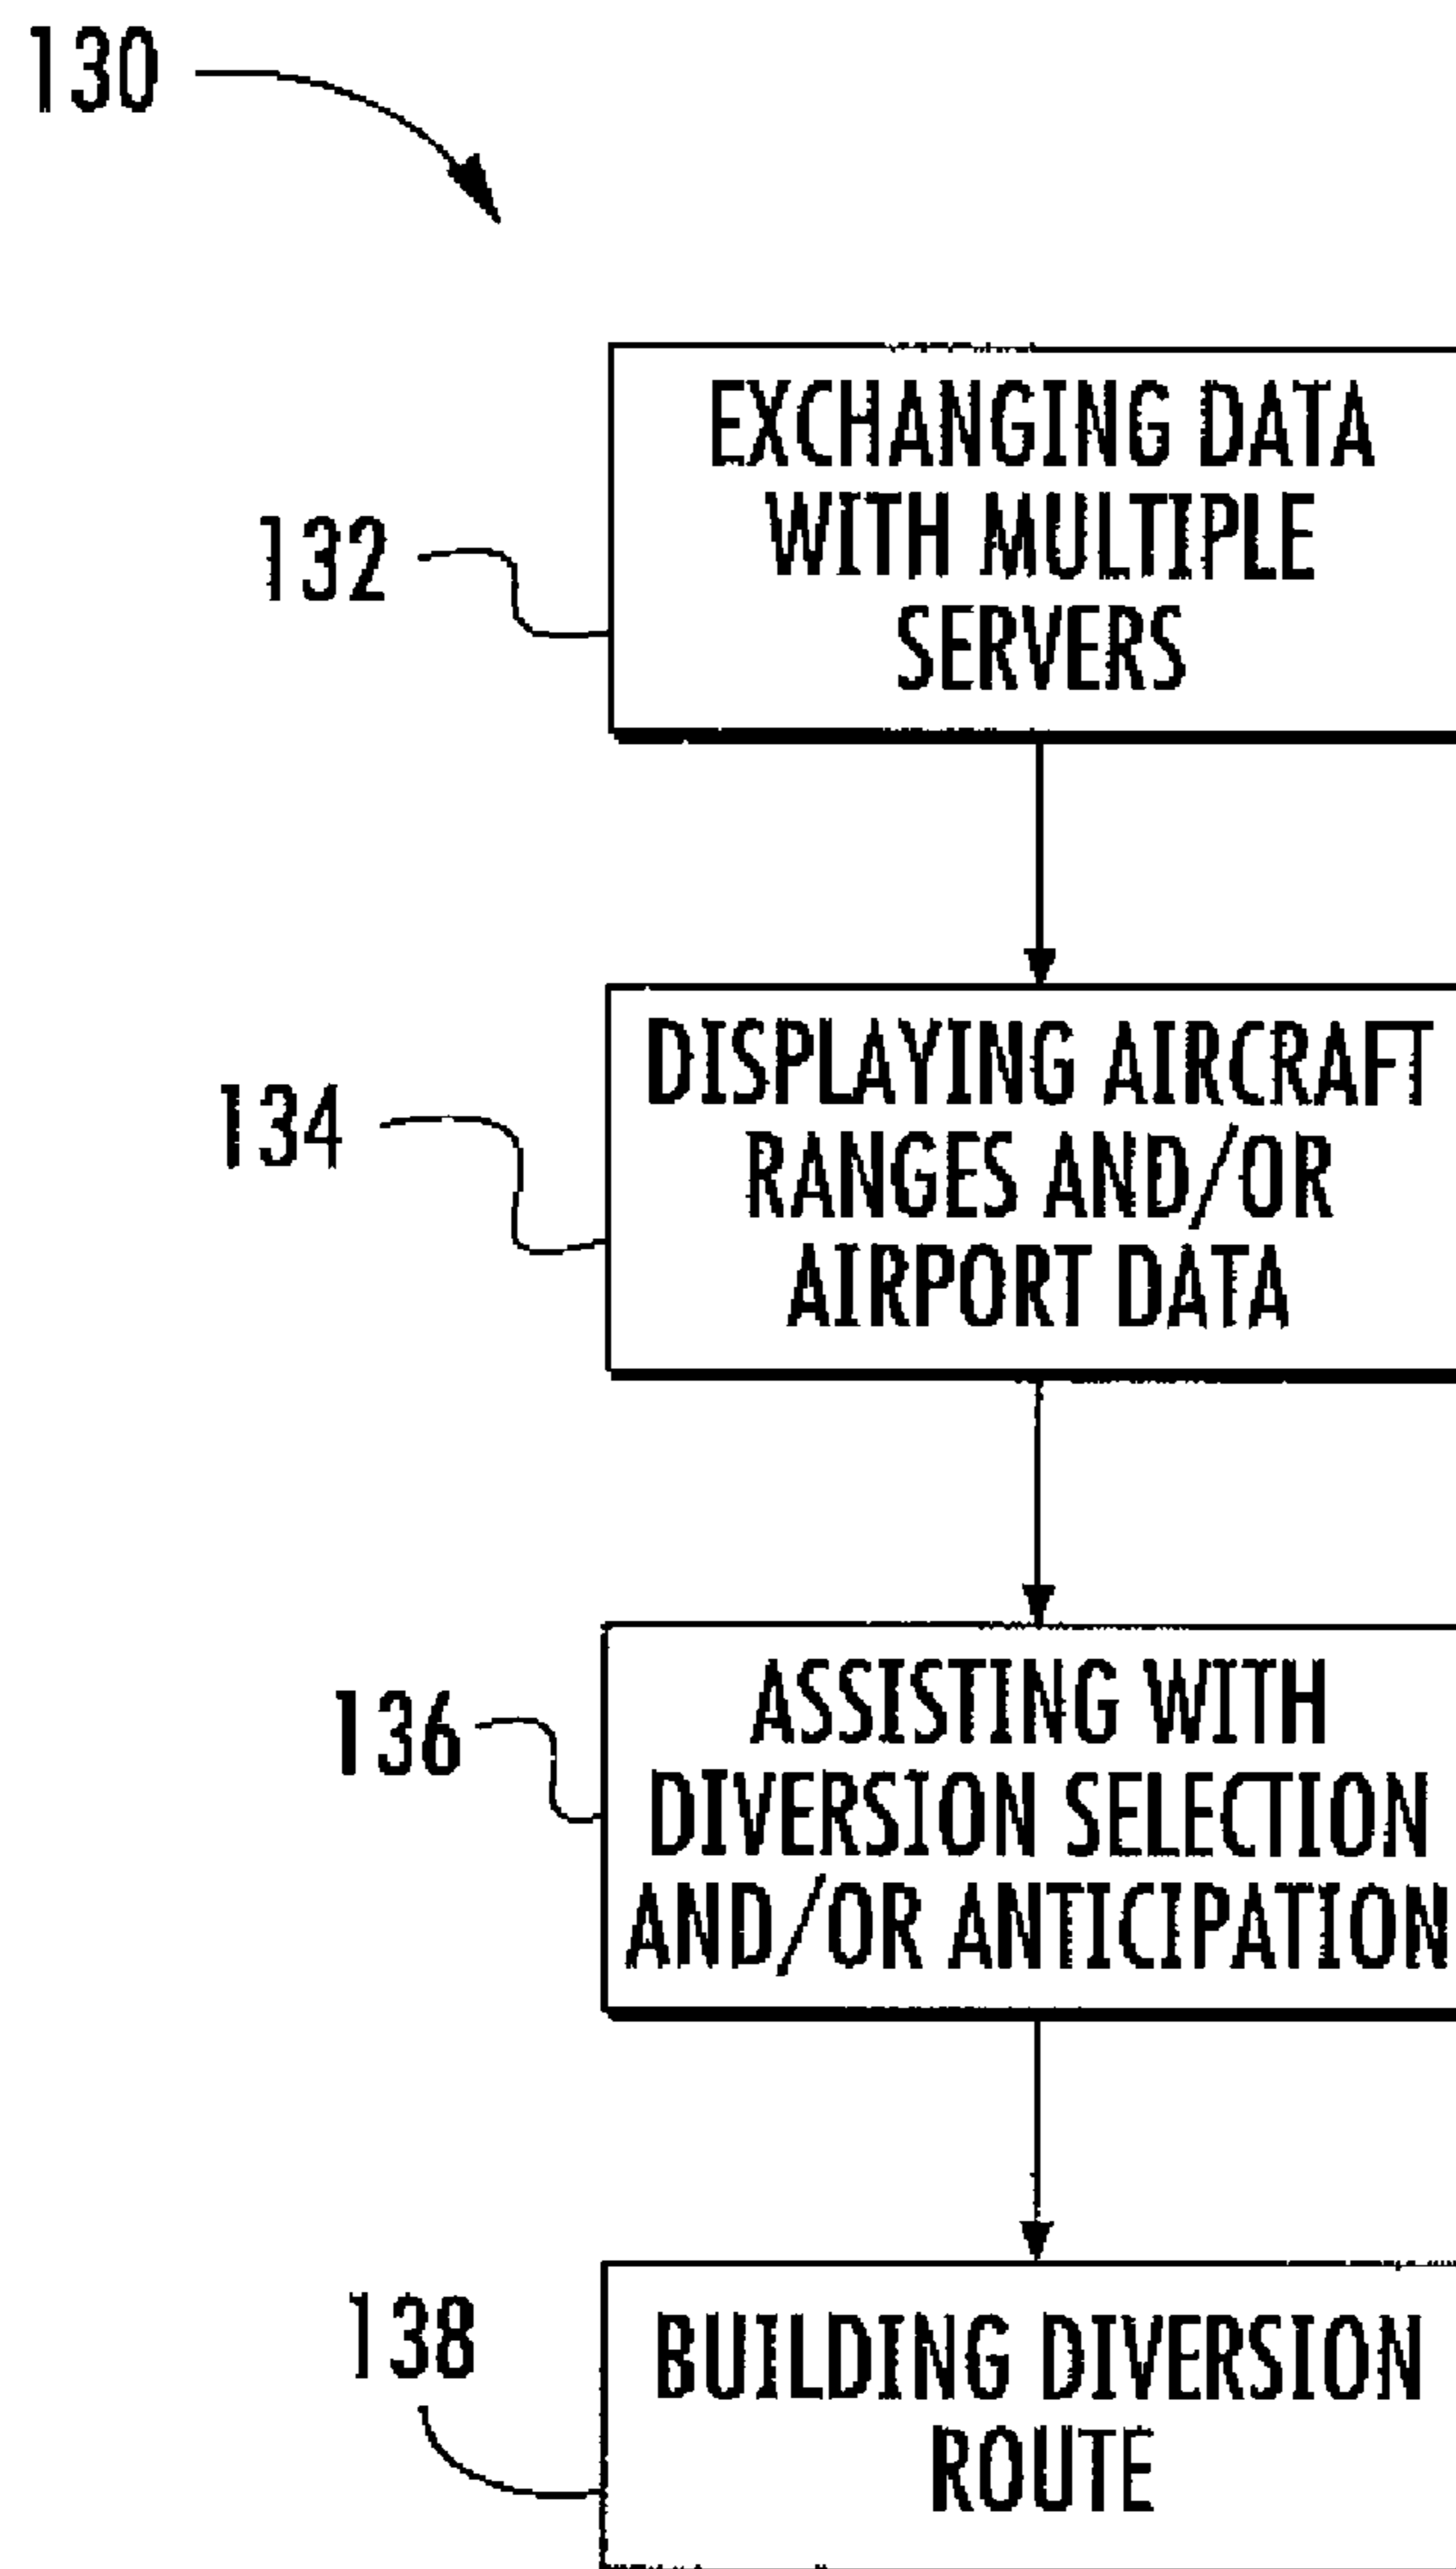 130
EXCHANGING DATA
WITH MULTIPLE
SERVERS
132
DISPLAYING AIRCRAFT
RANGES AND/OR
AIRPORT DATA
134
ASSISTING WITH
DIVERSION SELECTION
AND/OR ANTICIPATION
136
BUILDING DIVERSION
ROUTE
138